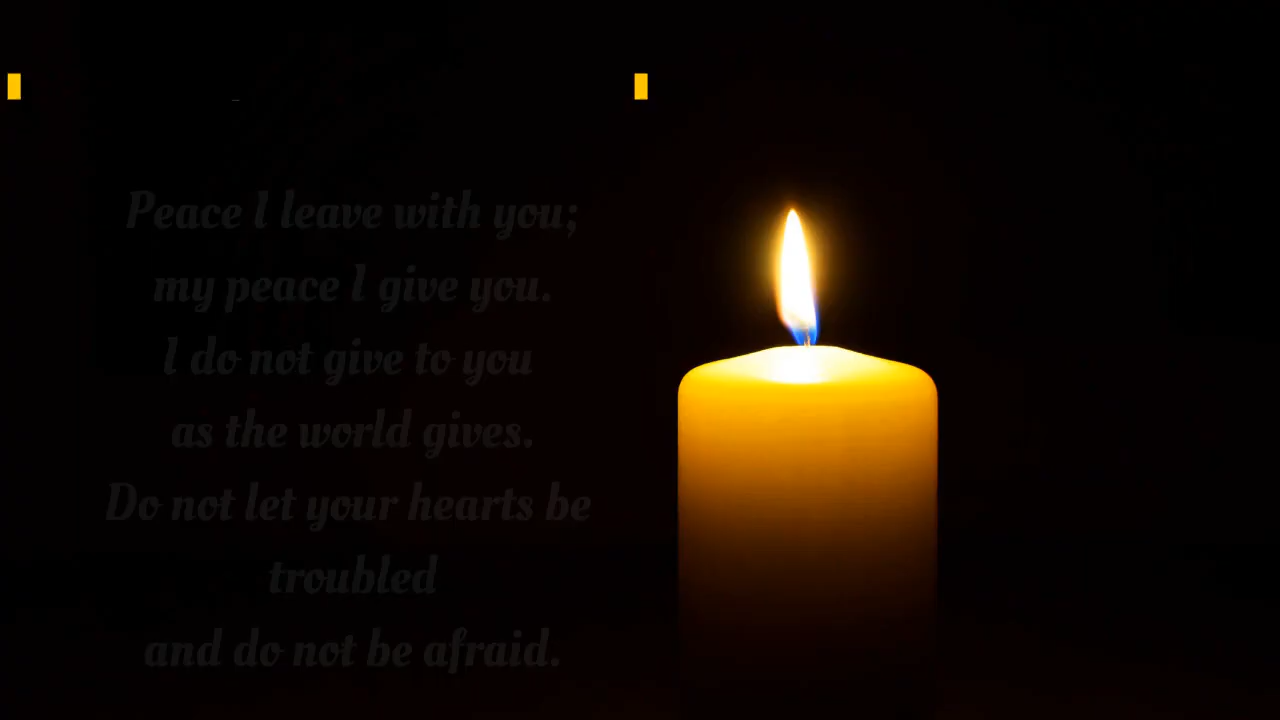 Peace I leave with you;
my peace I give you.
I do not give to you
as the world gives.
Do not let your hearts be
troubled
and do not be afraid.